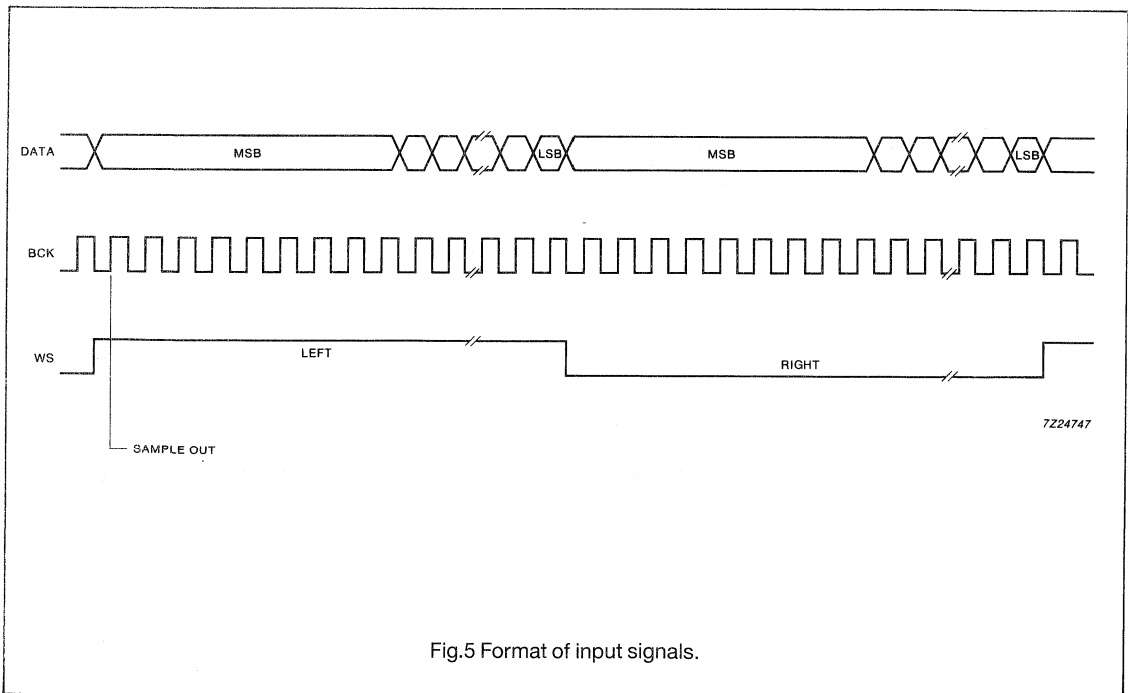 DATA MSB LSB MSB LSB
BCK
WS LEFT RIGHT
7Z24747
SAMPLE OUT
Fig.5 Format of input signals.